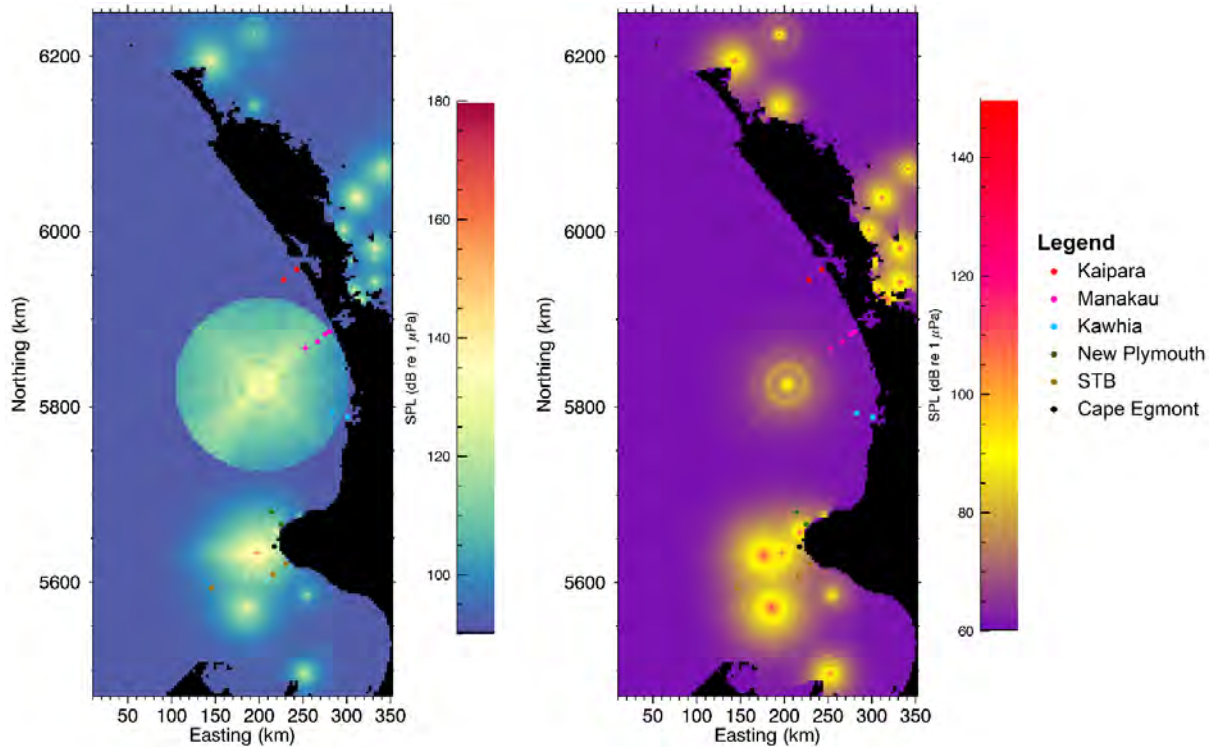 6200
6000
5800
5600
Northing (km)
50 100 150 200 250 300 350
Easting (km)
180
160
140
120
100
SPL (dB re 1 μPa)
6200
6000
5800
5600
Northing (km)
50 100 150 200 250 300 350
Easting (km)
140
120
100
80
60
SPL (dB re 1 μPa)
Legend
Kaipara
Manakau
Kawhia
New Plymouth
STB
Cape Egmont